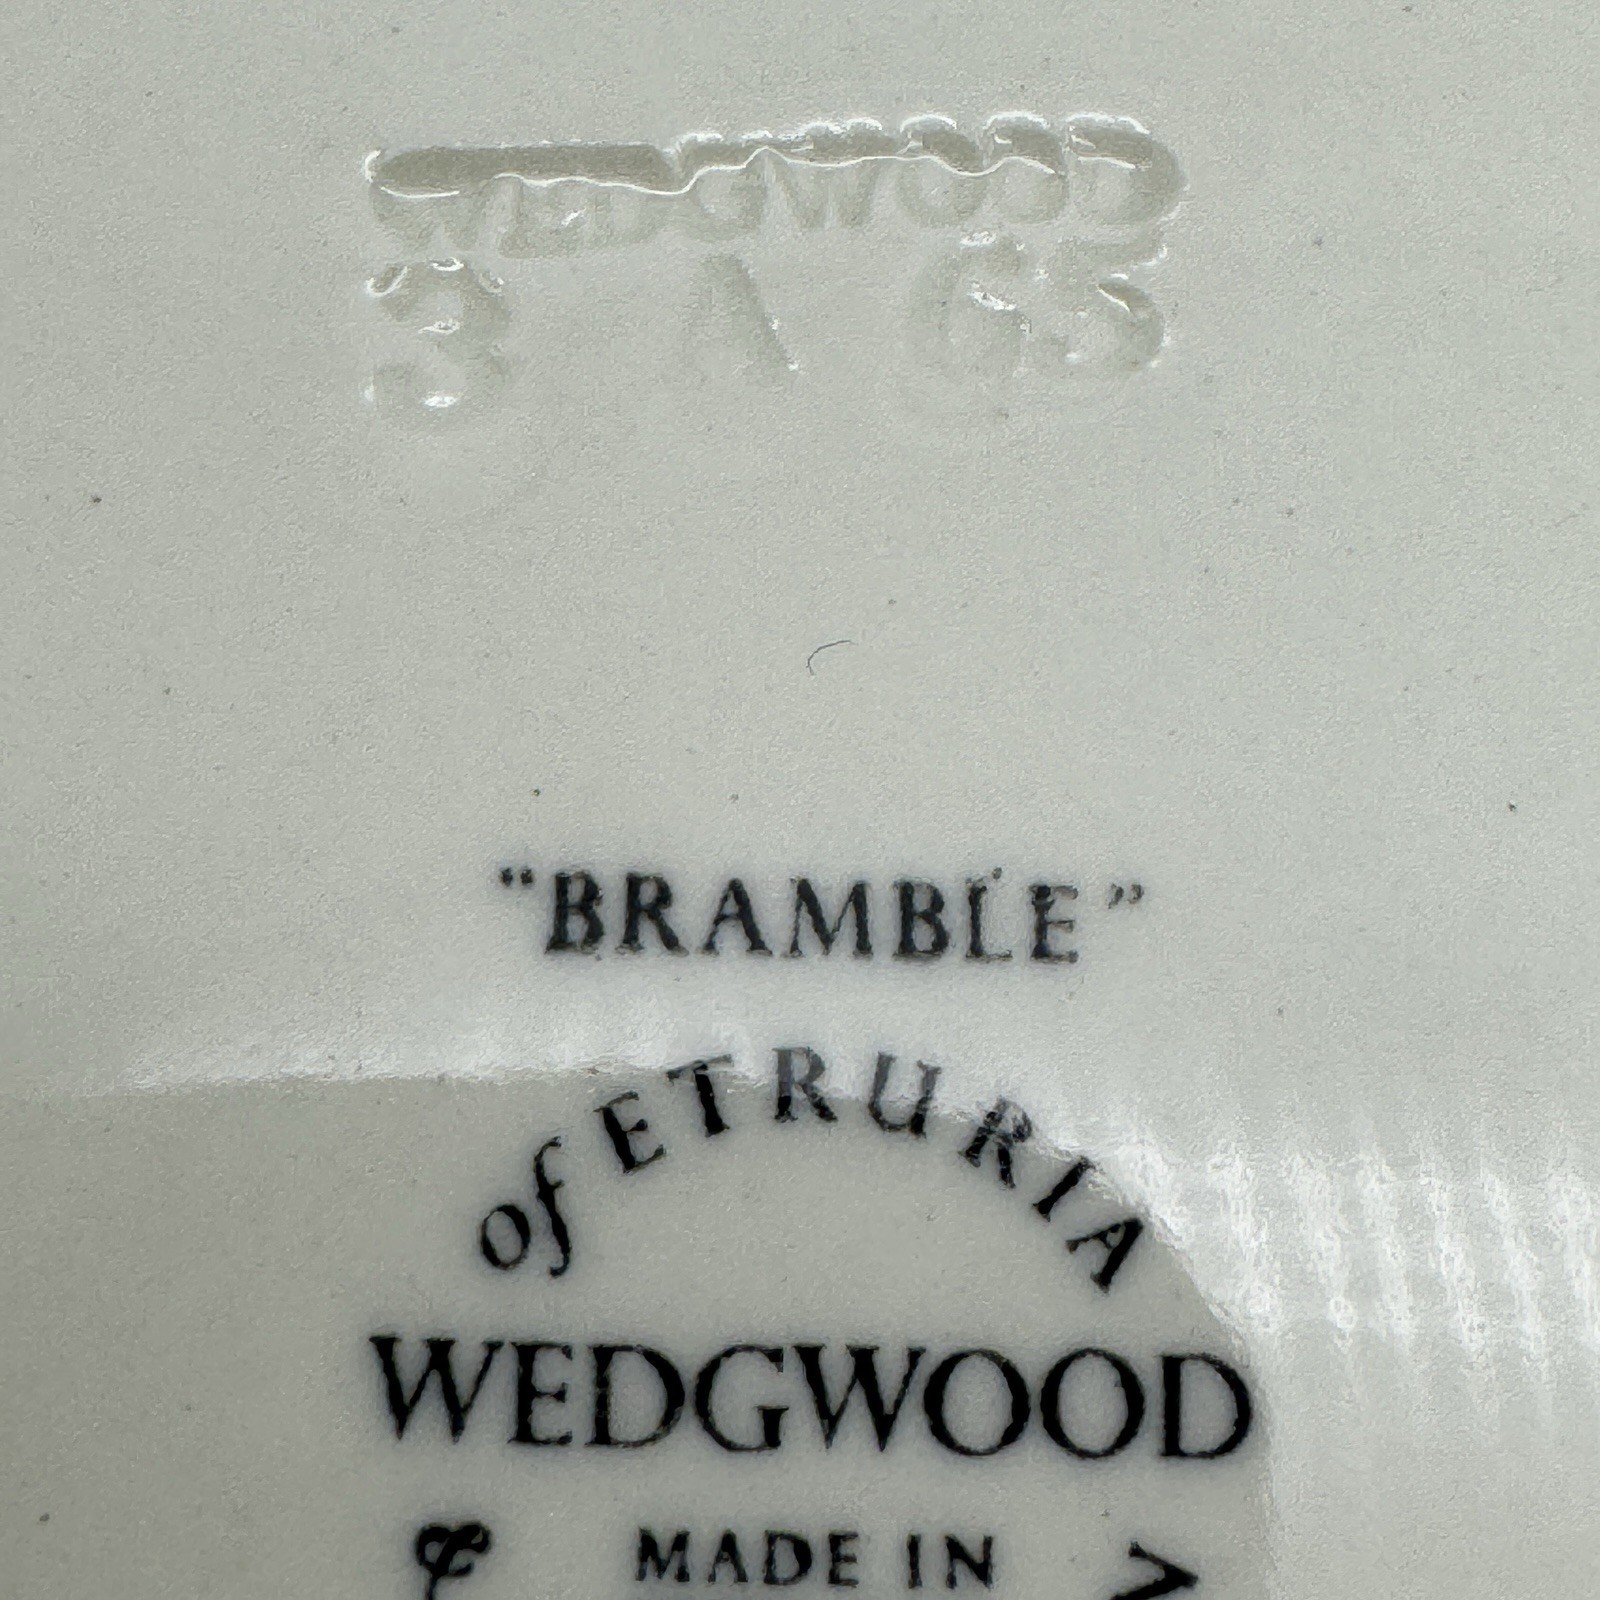 WEDGWOOD
3 A 65
“BRAMBLE”
of ETRURIA
WEDGWOOD
& MADE IN